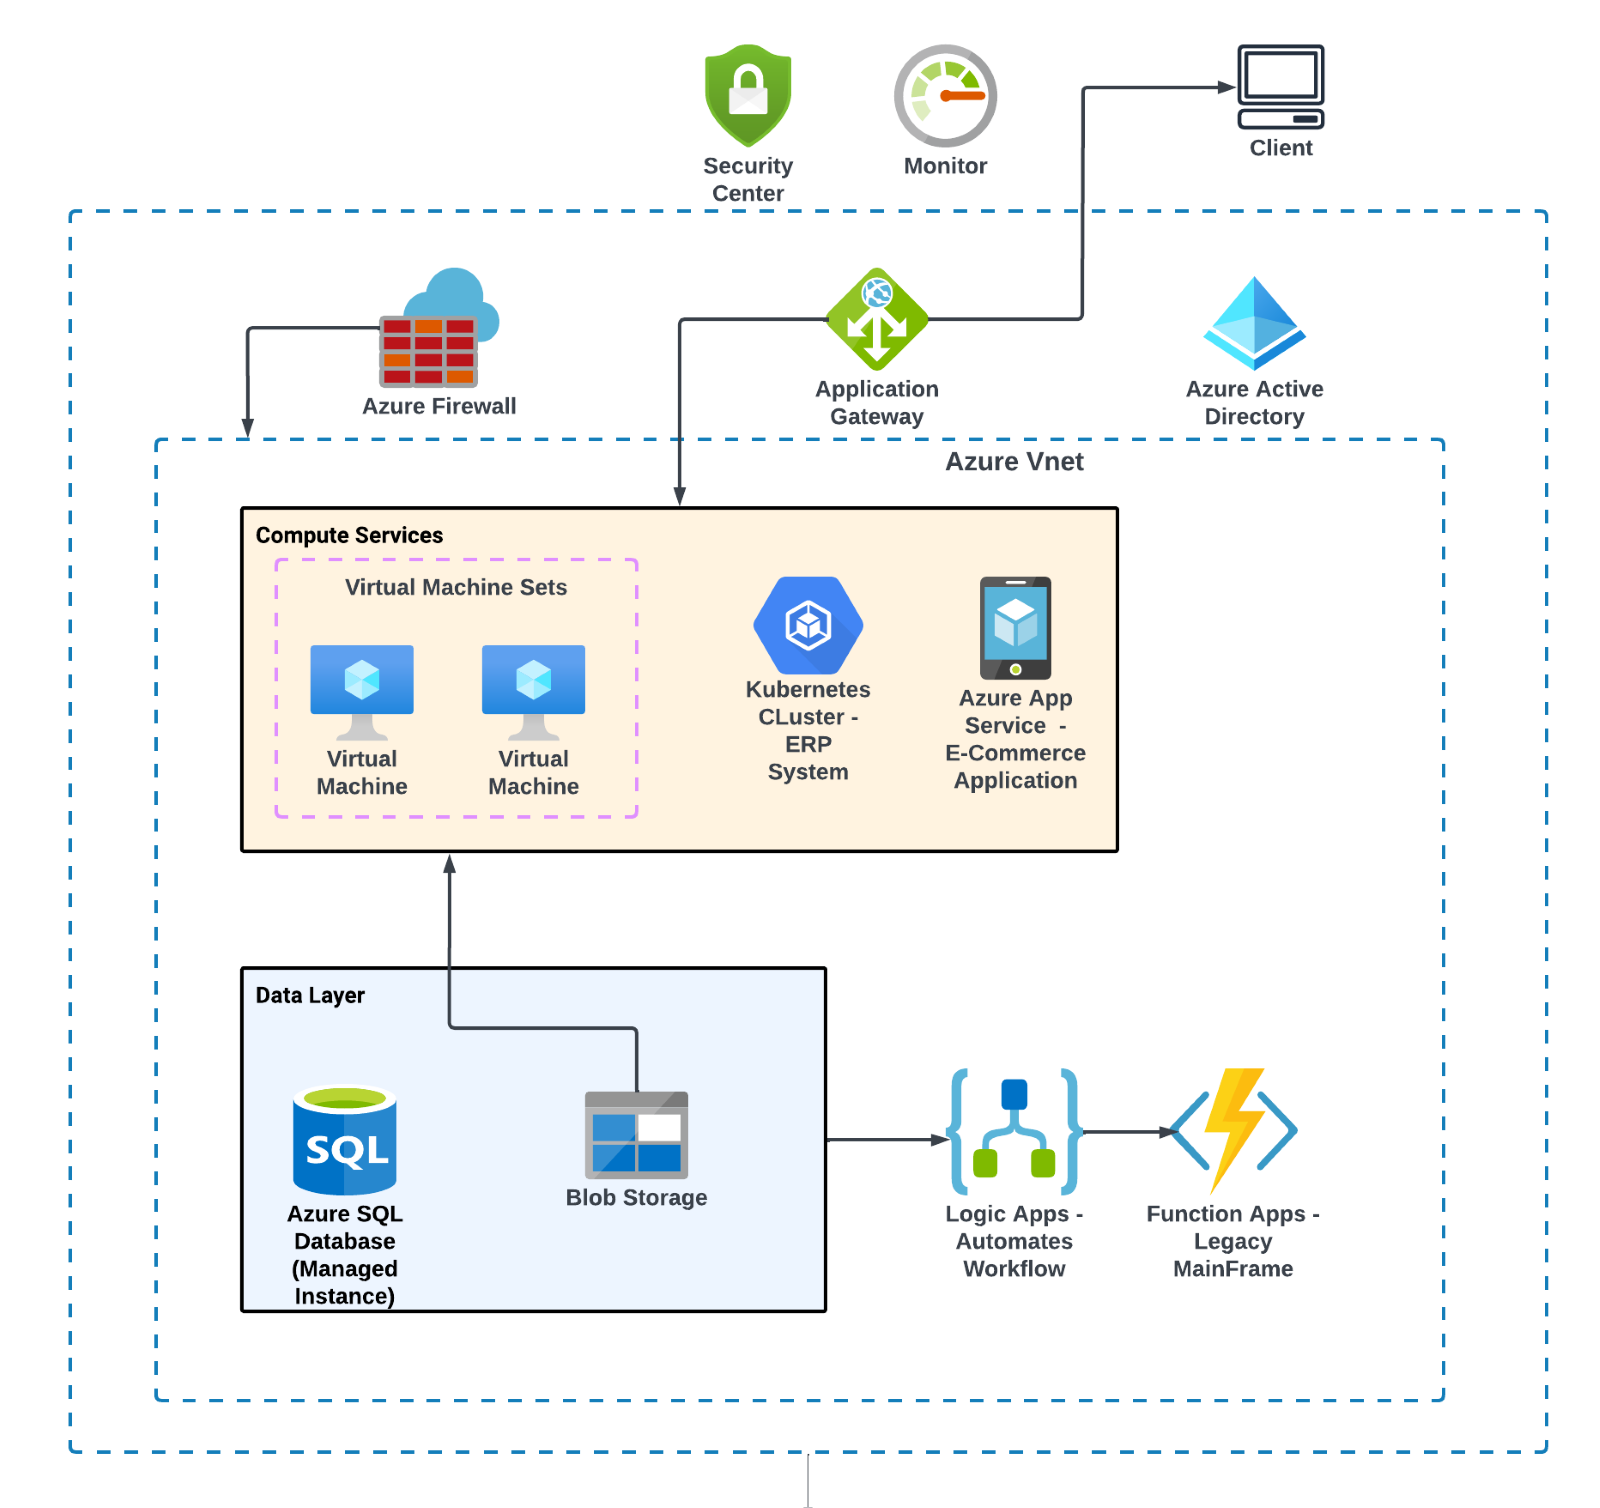 Security
Center
Monitor
Client
Azure Firewall
Application
Gateway
Azure Active
Directory
Azure Vnet
Compute Services
Virtual Machine Sets
Virtual
Machine
Virtual
Machine
Kubernetes
CLuster -
ERP
System
Azure App
Service  -
E-Commerce
Application
Data Layer
SQL
Azure SQL
Database
(Managed
Instance)
Blob Storage
Logic Apps -
Automates
Workflow
Function Apps -
Legacy
MainFrame